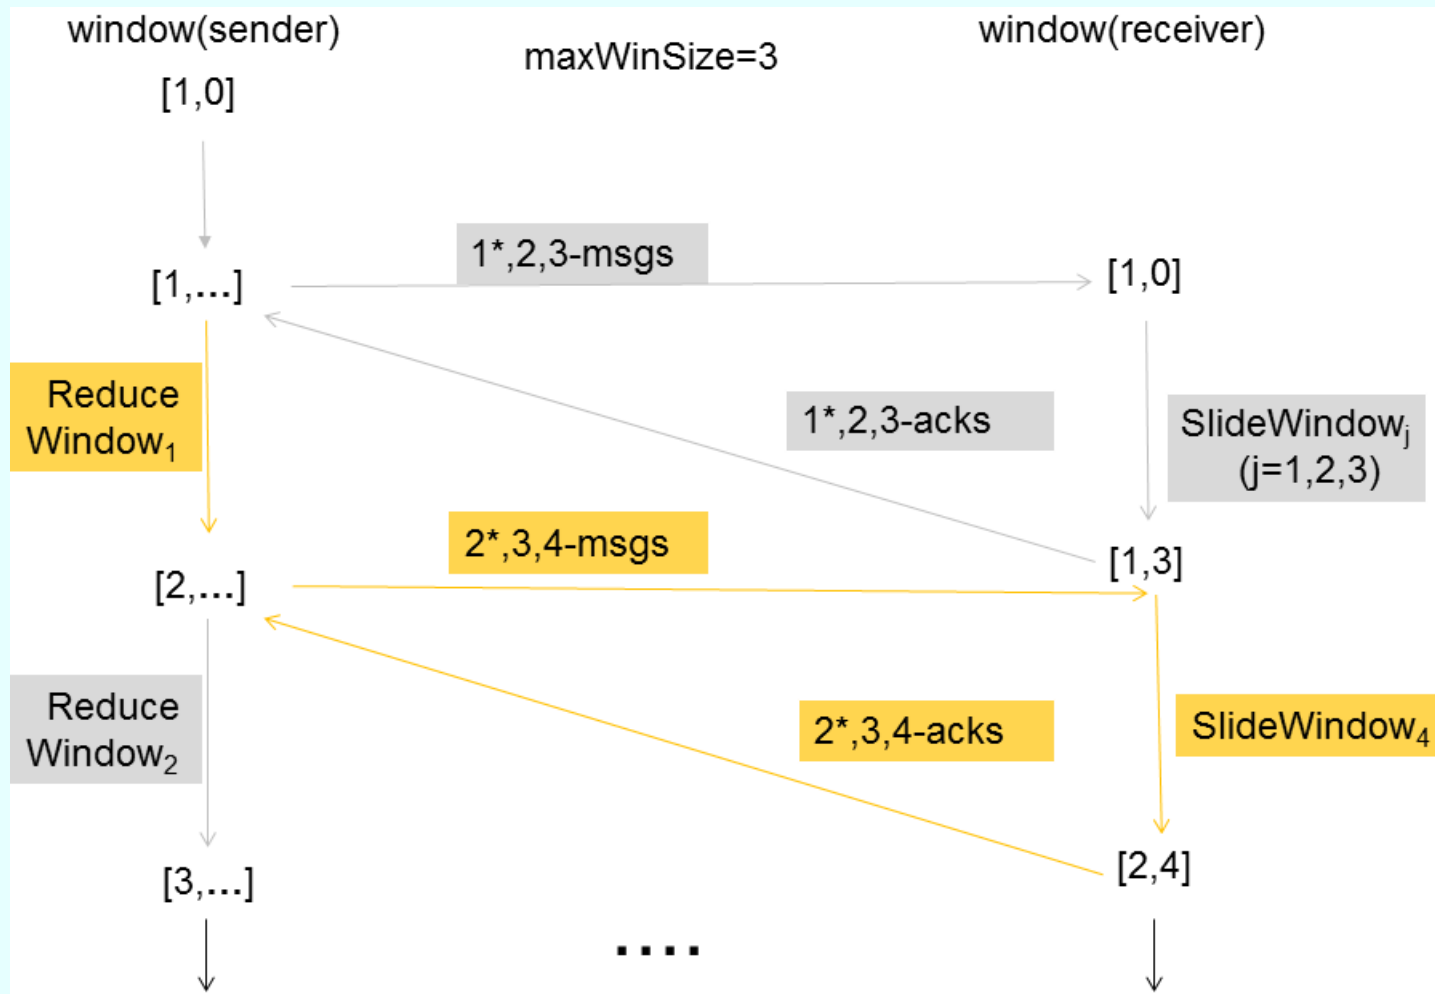 window(sender)
maxWinSize=3
window(receiver)
[1,0]
1*,2,3-msgs
[1,...]
[1,0]
Reduce
Window₁
1*,2,3-acks
SlideWindowⱼ
(j=1,2,3)
2*,3,4-msgs
[2,...]
[1,3]
Reduce
Window₂
2*,3,4-acks
SlideWindow₄
[3,...]
[2,4]
....